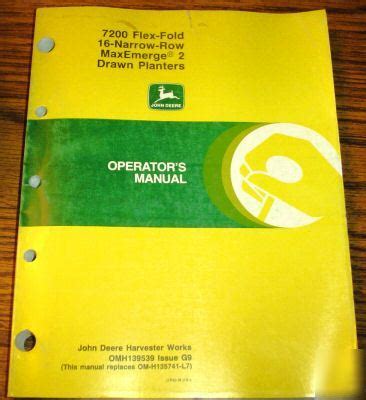 7200 Flex-Fold
16-Narrow-Row
MaxEmerge® 2
Drawn Planters
JOHN DEERE
OPERATOR'S
MANUAL
John Deere Harvester Works
OMH139539 Issue G9
(This manual replaces OM-H135741-L7)